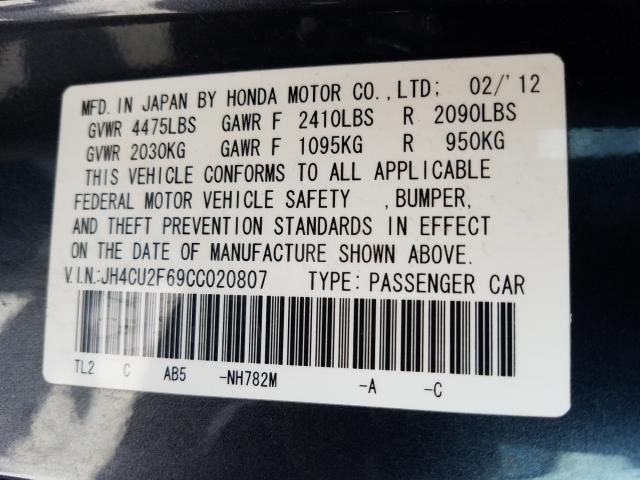 MFD. IN JAPAN BY HONDA MOTOR CO., LTD; 02/'12
GVWR 4475LBS GAWR F 2410LBS R 2090LBS
GVWR 2030KG GAWR F 1095KG R 950KG
THIS VEHICLE CONFORMS TO ALL APPLICABLE
FEDERAL MOTOR VEHICLE SAFETY , BUMPER,
AND THEFT PREVENTION STANDARDS IN EFFECT
ON THE DATE OF MANUFACTURE SHOWN ABOVE.
V.I.N:JH4CU2F69CC020807 TYPE: PASSENGER CAR
TL2 C AB5 -NH782M -A -C